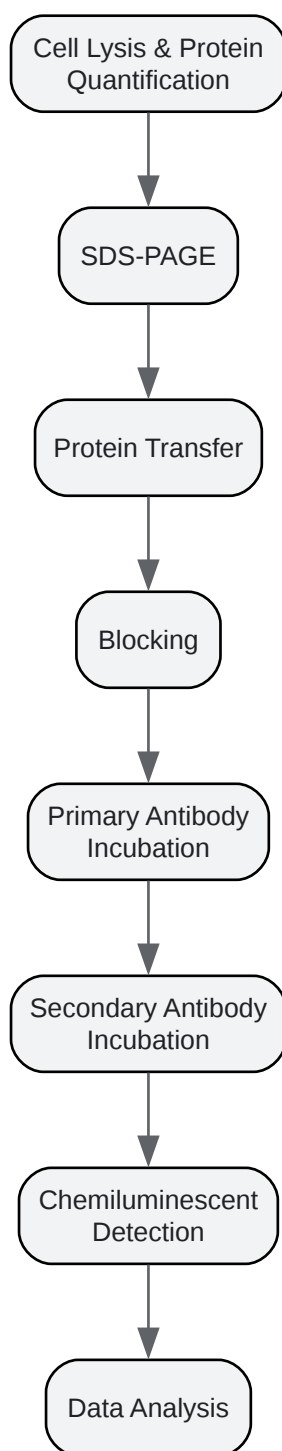 Cell Lysis & Protein
Quantification
SDS-PAGE
Protein Transfer
Blocking
Primary Antibody
Incubation
Secondary Antibody
Incubation
Chemiluminescent
Detection
Data Analysis